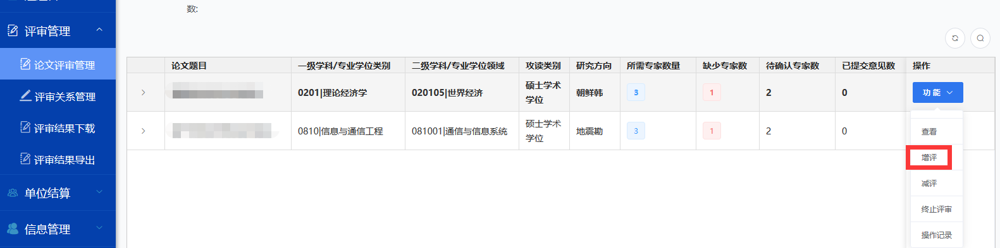 数:
评审管理
论文评审管理
评审关系管理
评审结果下载
评审结果导出
单位结算
信息管理
论文题目 一级学科/专业学位类别 二级学科/专业学位领域 攻读类别 研究方向 所需专家数量 缺少专家数 待确认专家数 已提交意见数 操作
0201|理论经济学 020105|世界经济 硕士学术学位 朝鲜韩 3 1 2 0 功 能
0810|信息与通信工程 081001|通信与信息系统 硕士学术学位 地震勘 3 1 2 0
查看
增评
减评
终止评审
操作记录